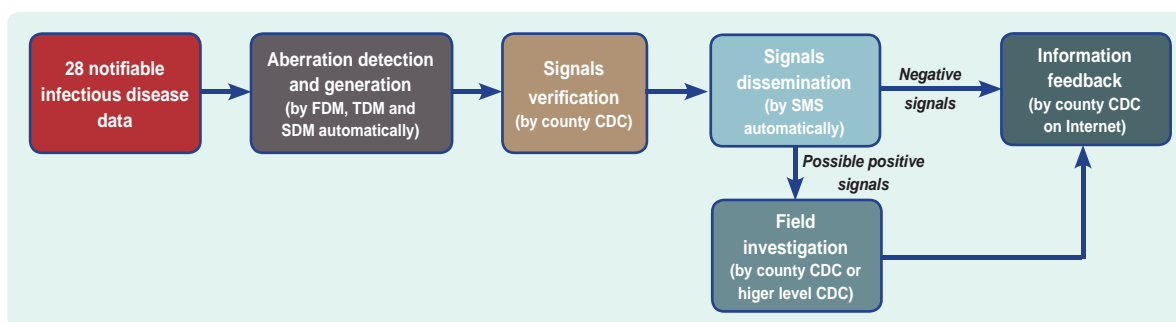 28 notifiable
infectious disease
data
Aberration detection
and generation
(by FDM, TDM and
SDM automatically)
Signals
verification
(by county CDC)
Signals
dissemination
(by SMS
automatically)
Negative
signals
Information
feedback
(by county CDC
on Internet)
Possible positive
signals
Field
investigation
(by county CDC or
higer level CDC)